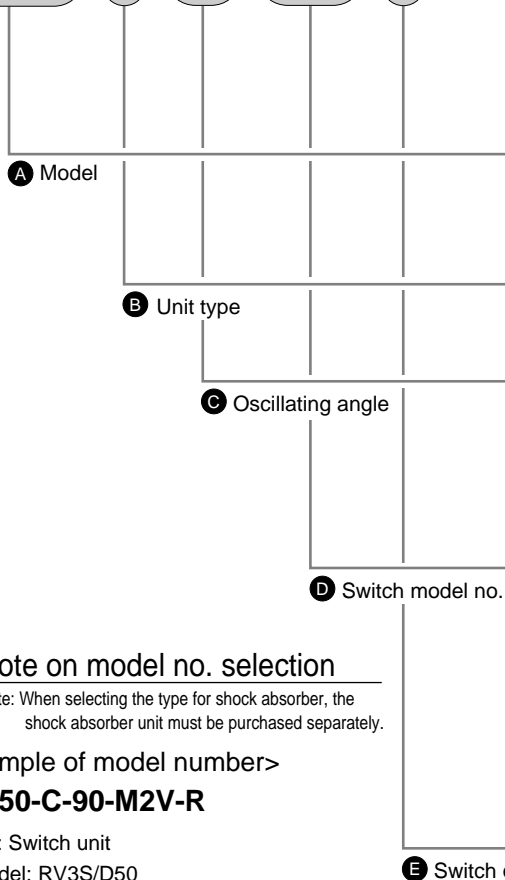 A Model
B Unit type
C Oscillating angle
D Switch model no.
ote on model no. selection
te: When selecting the type for shock absorber, the
shock absorber unit must be purchased separately.
mple of model number>
50-C-90-M2V-R
: Switch unit
del: RV3S/D50
E Switch